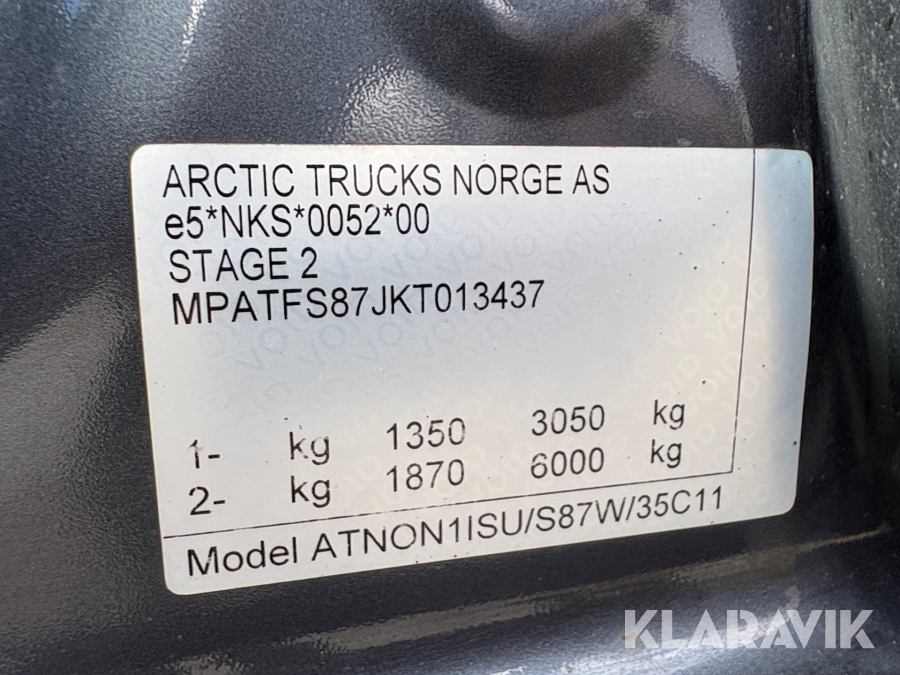 ARCTIC TRUCKS NORGE AS
e5*NKS*0052*00
STAGE 2
MPATFS87JKT013437
1- kg 1350 3050 kg
2- kg 1870 6000 kg
Model ATNON1ISU/S87W/35C11
KLARAVIK